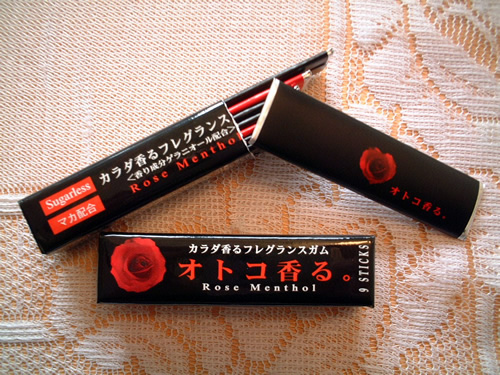 Sugarless
マカ配合
カラダ香るフレグランス
<香り成分ゲラニオール配合>
Rose Mentho
オトコ香る。
カラダ香るフレグランスガム
オトコ香る。
Rose Menthol
9 STICKS